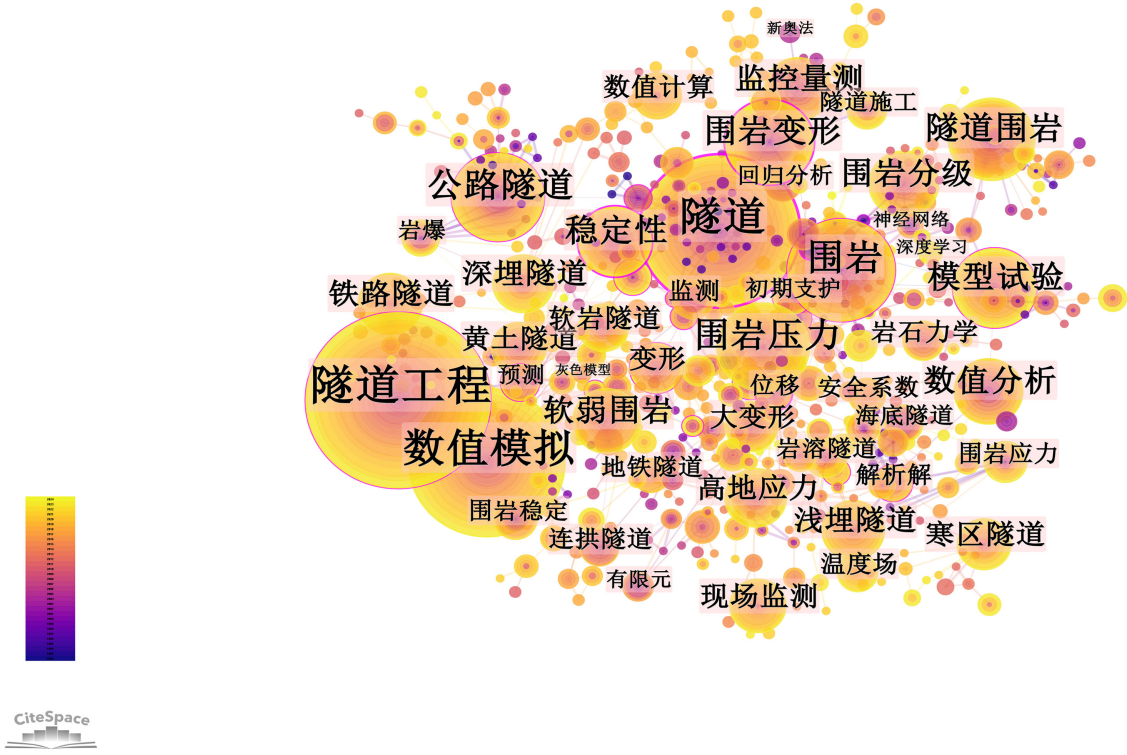 新奥法
监控量测
数值计算
隧道施工
围岩变形
隧道围岩
回归分析
围岩分级
公路隧道
隧道
神经网络
岩爆
稳定性
深度学习
围岩
深埋隧道
模型试验
铁路隧道
监测
初期支护
软岩隧道
围岩压力
岩石力学
黄土隧道
变形
灰色模型
预测
隧道工程
位移
安全系数
数值分析
软弱围岩
大变形
海底隧道
数值模拟
岩溶隧道
围岩应力
地铁隧道
解析解
高地应力
围岩稳定
浅埋隧道
寒区隧道
连拱隧道
温度场
有限元
现场监测
CiteSpace